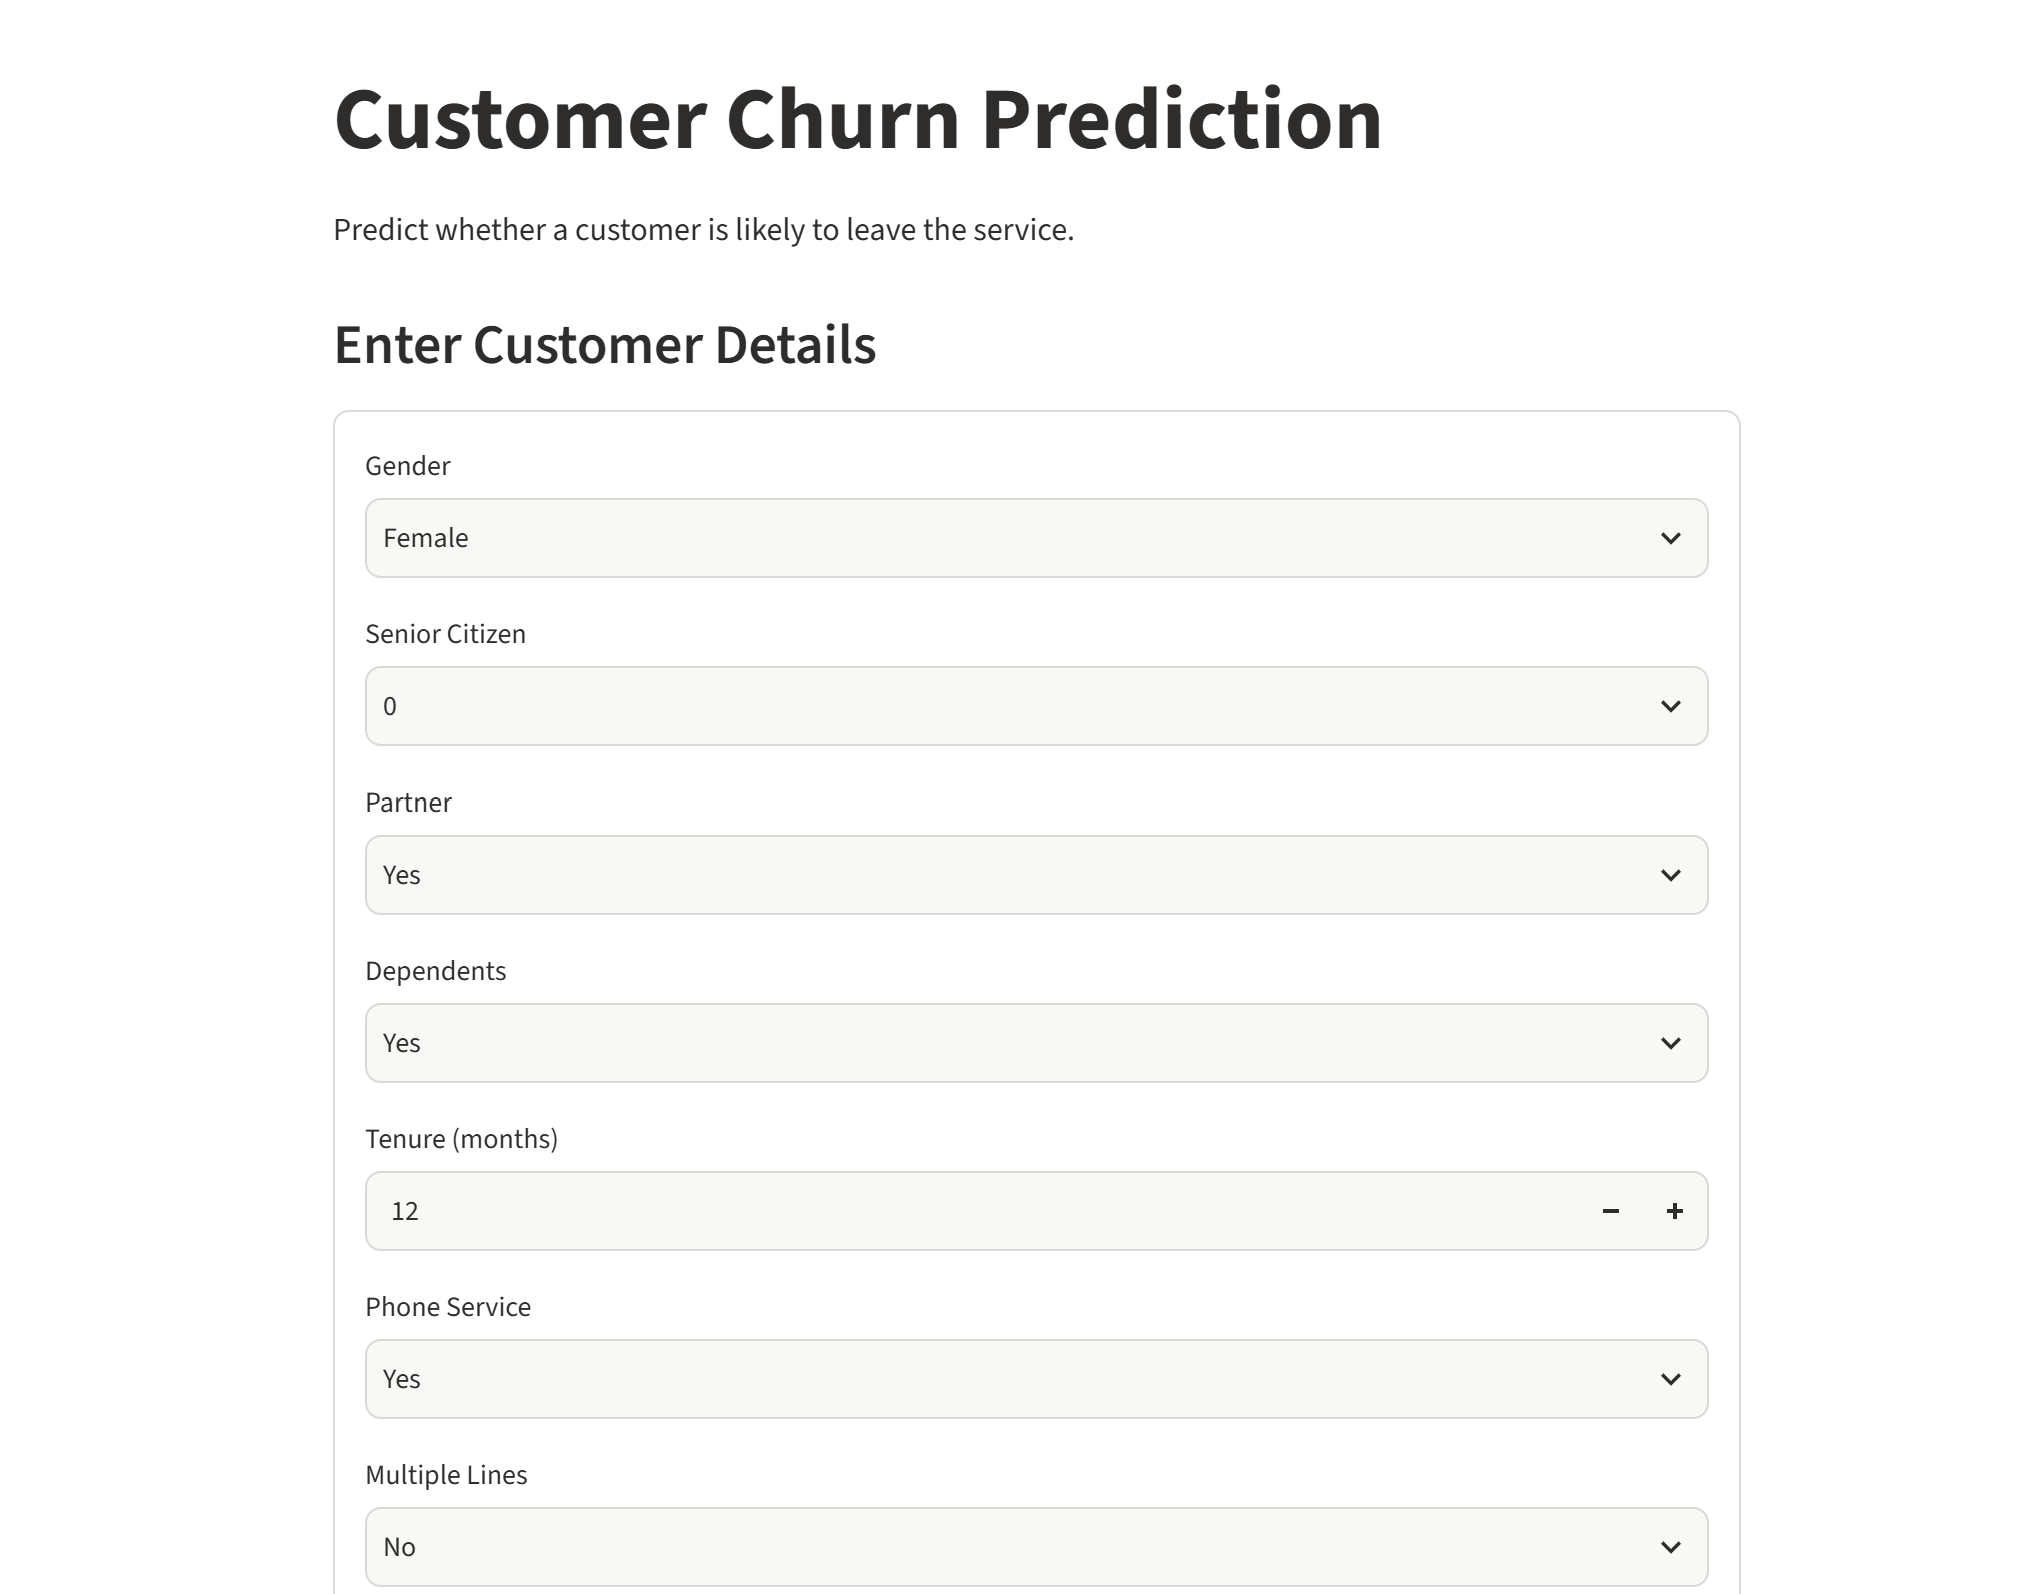 Customer Churn Prediction
Predict whether a customer is likely to leave the service.
Enter Customer Details
Gender
Female
Senior Citizen
0
Partner
Yes
Dependents
Yes
Tenure (months)
12
Phone Service
Yes
Multiple Lines
No